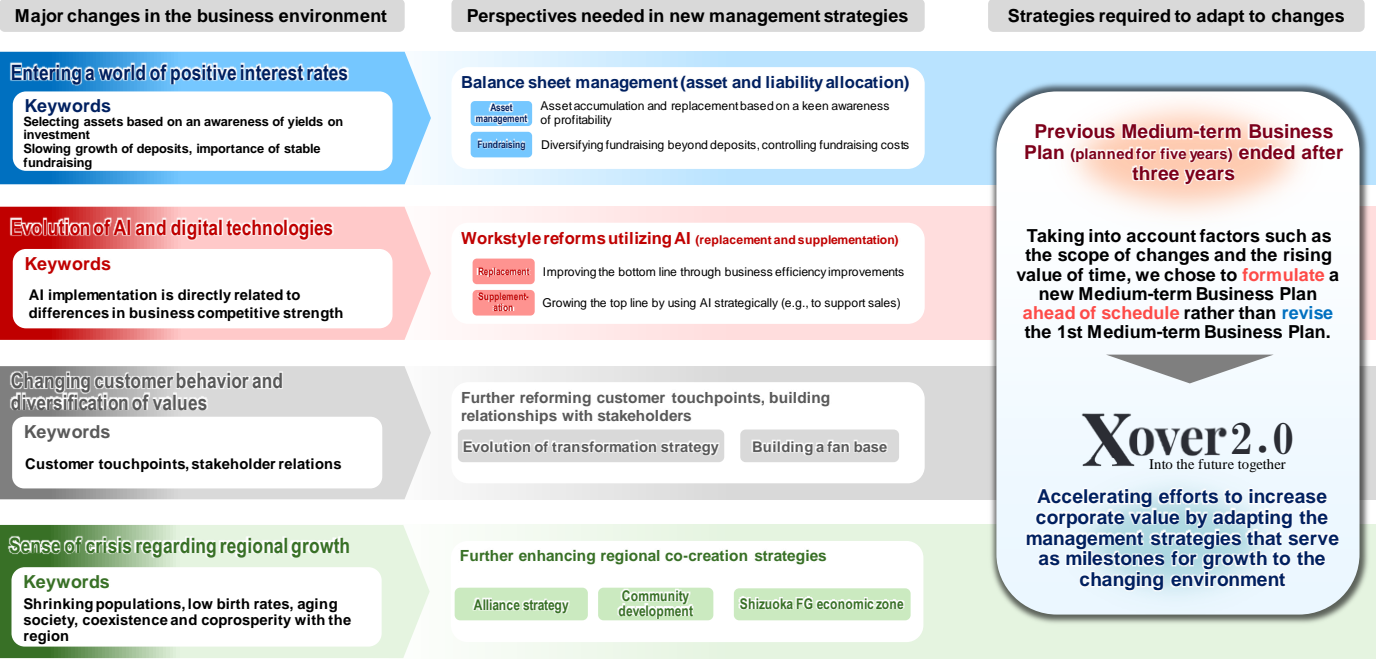 Major changes in the business environment
Perspectives needed in new management strategies
Strategies required to adapt to changes
Entering a world of positive interest rates
Keywords
Selecting assets based on an awareness of yields on
investment
Slowing growth of deposits, importance of stable
fundraising
Balance sheet management (asset and liability allocation)
Asset
management
Asset accumulation and replacement based on a keen awareness
of profitability
Fundraising
Diversifying fundraising beyond deposits, controlling fundraising costs
Evolution of AI and digital technologies
Keywords
AI implementation is directly related to
differences in business competitive strength
Workstyle reforms utilizing AI (replacement and supplementation)
Replacement
Improving the bottom line through business efficiency improvements
Supplement-
ation
Growing the top line by using AI strategically (e.g., to support sales)
Changing customer behavior and
diversification of values
Keywords
Customer touchpoints, stakeholder relations
Further reforming customer touchpoints, building
relationships with stakeholders
Evolution of transformation strategy
Building a fan base
Sense of crisis regarding regional growth
Keywords
Shrinking populations, low birth rates, aging
society, coexistence and coprosperity with the
region
Further enhancing regional co-creation strategies
Alliance strategy
Community
development
Shizuoka FG economic zone
Previous Medium-term Business
Plan (planned for five years) ended after
three years
Taking into account factors such as
the scope of changes and the rising
value of time, we chose to formulate a
new Medium-term Business Plan
ahead of schedule rather than revise
the 1st Medium-term Business Plan.
Xover2.0
Into the future together
Accelerating efforts to increase
corporate value by adapting the
management strategies that serve
as milestones for growth to the
changing environment